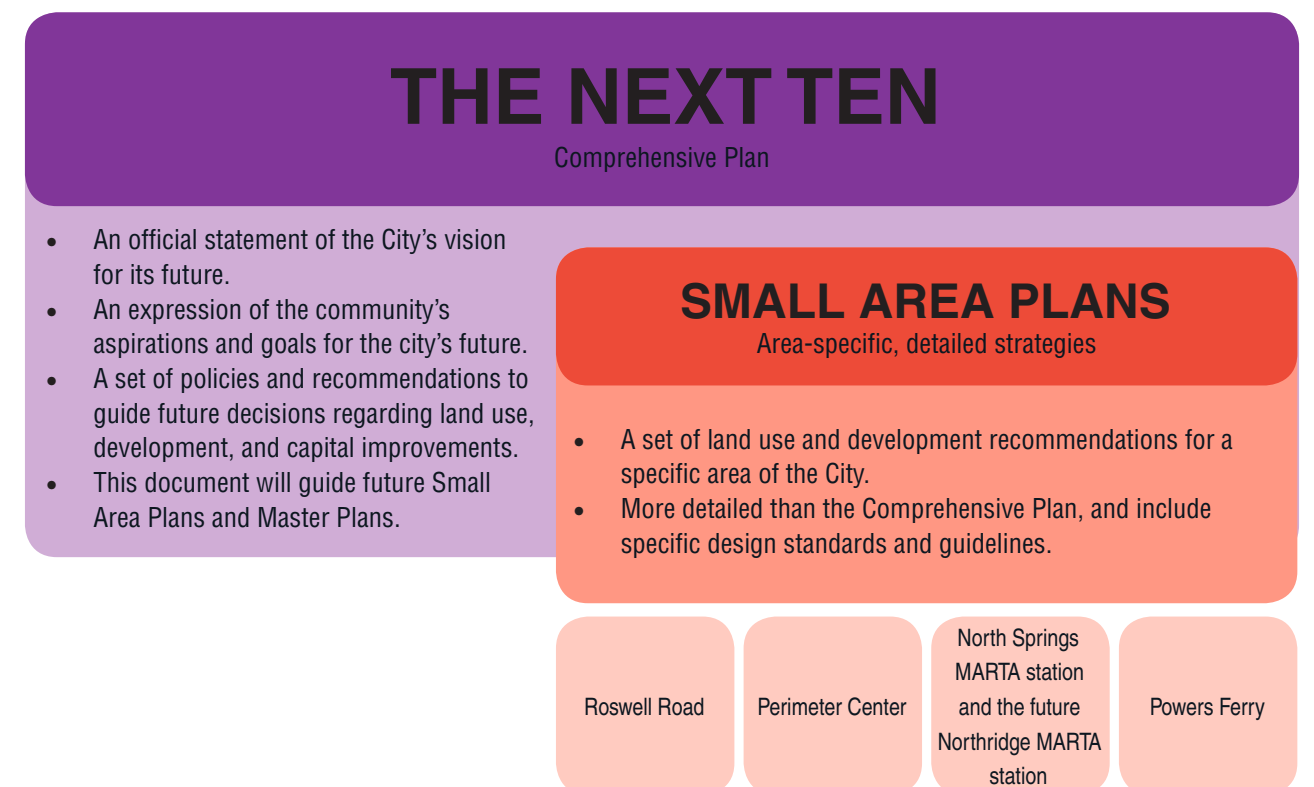 THE NEXT TEN
Comprehensive Plan
• An official statement of the City’s vision
for its future.
• An expression of the community’s
aspirations and goals for the city’s future.
• A set of policies and recommendations to
guide future decisions regarding land use,
development, and capital improvements.
• This document will guide future Small
Area Plans and Master Plans.
SMALL AREA PLANS
Area-specific, detailed strategies
• A set of land use and development recommendations for a
specific area of the City.
• More detailed than the Comprehensive Plan, and include
specific design standards and guidelines.
Roswell Road
Perimeter Center
North Springs
MARTA station
and the future
Northridge MARTA
station
Powers Ferry